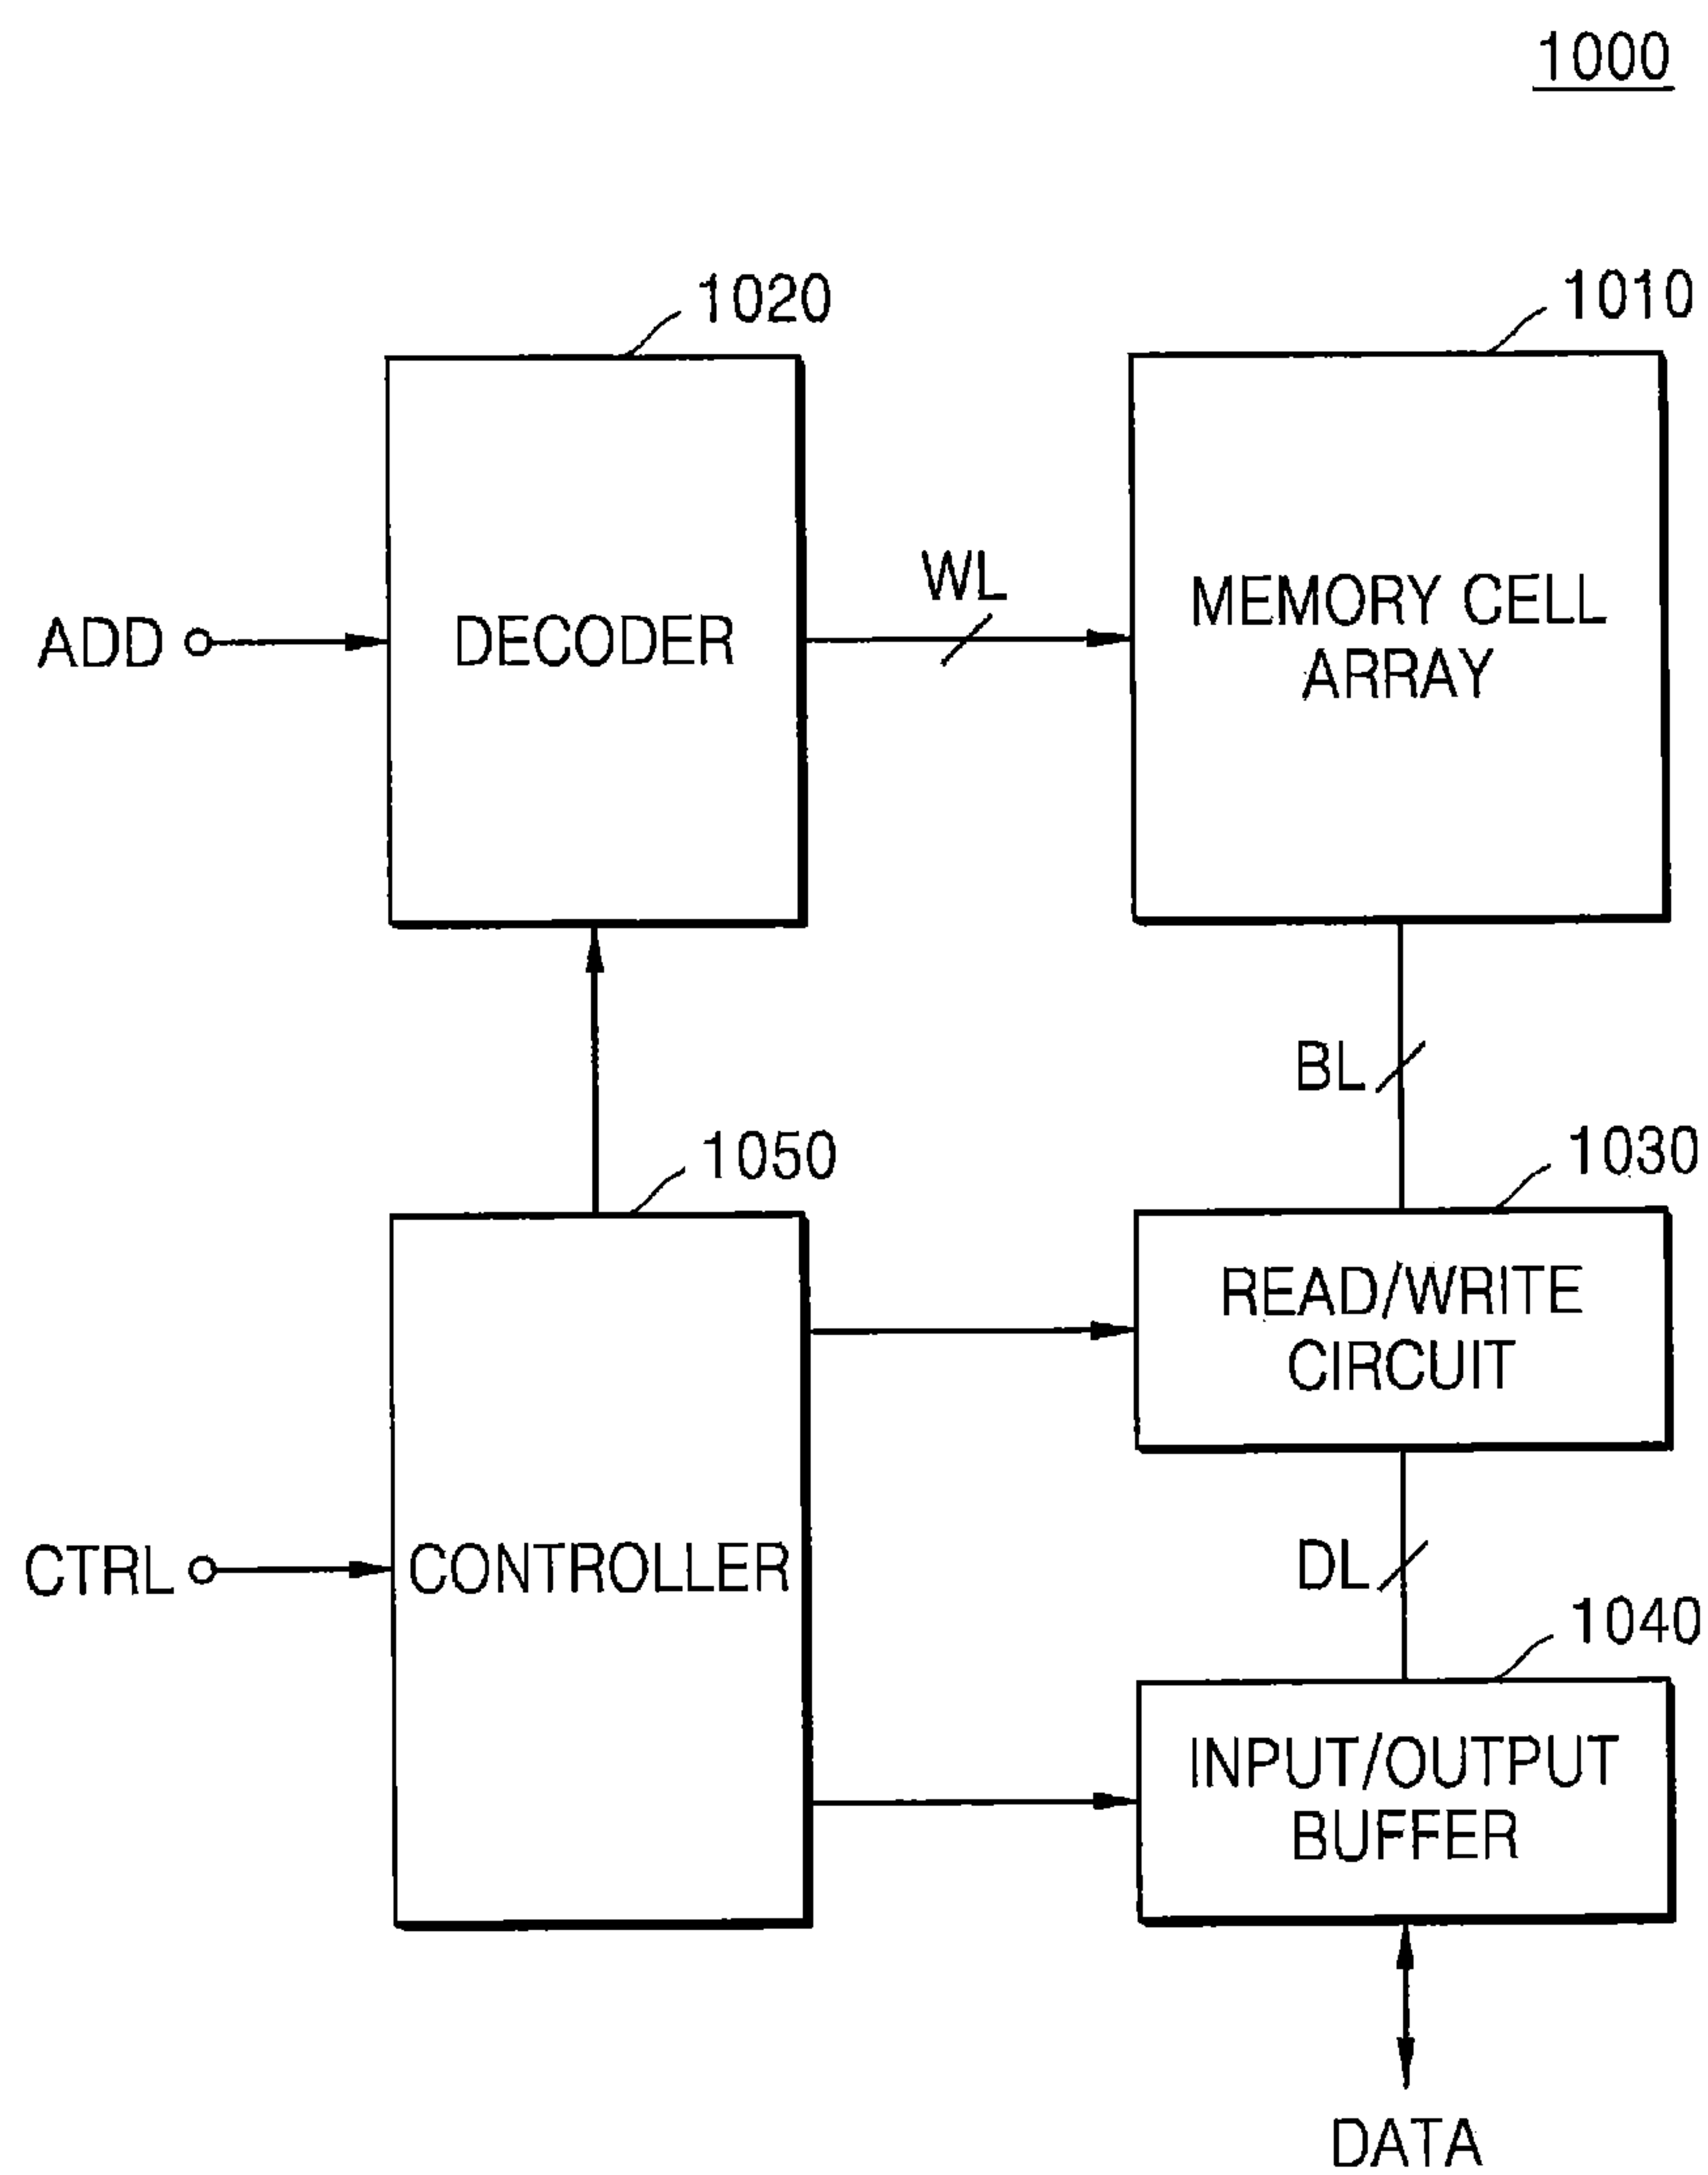 1000
1020
1010
ADD
DECODER
WL
MEMORY CELL
ARRAY
BL
1050
1030
READ/WRITE
CIRCUIT
CTRL
CONTROLLER
DL
1040
INPUT/OUTPUT
BUFFER
DATA